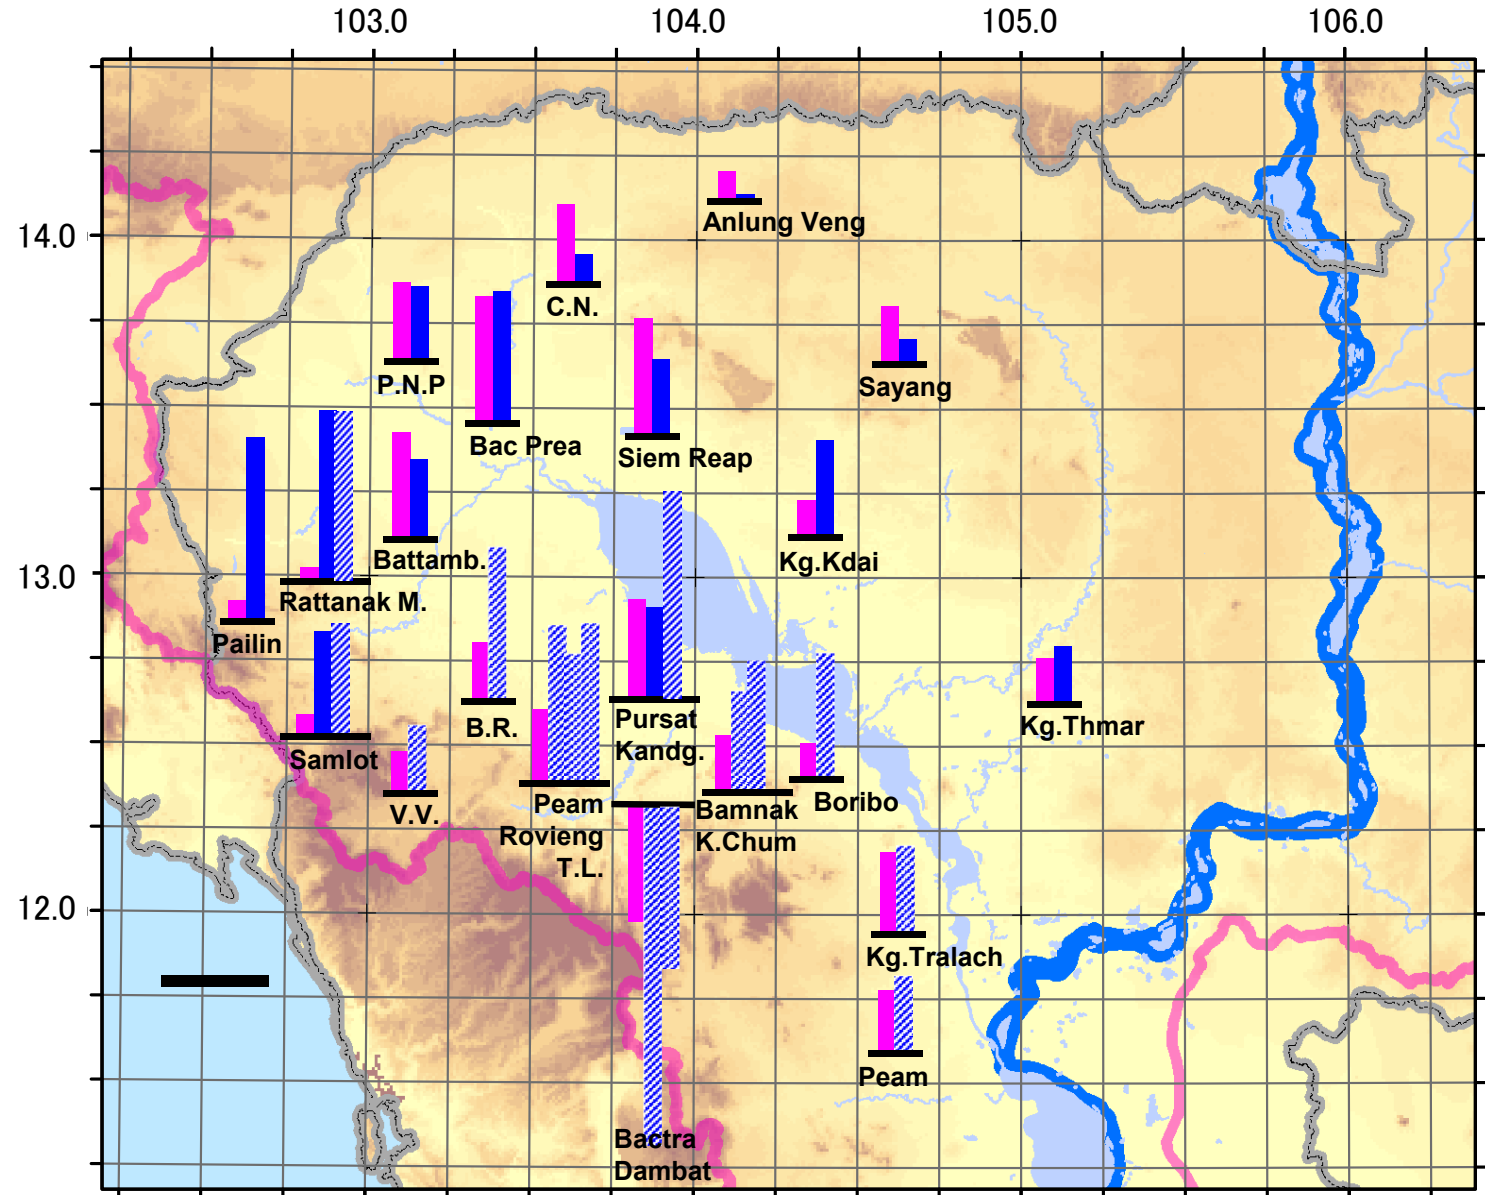 103.0 104.0 105.0 106.0
Anlung Veng
14.0
C.N.
P.N.P
Sayang
Bac Prea
Siem Reap
Battamb.
Kg.Kdai
13.0
Rattanak M.
Pailin
B.R.
Pursat
Kandg.
Kg.Thmar
Samlot
V.V.
Peam
Rovieng
T.L.
Bamnak
K.Chum
Boribo
12.0
Kg.Tralach
Peam
Bactra
Dambat